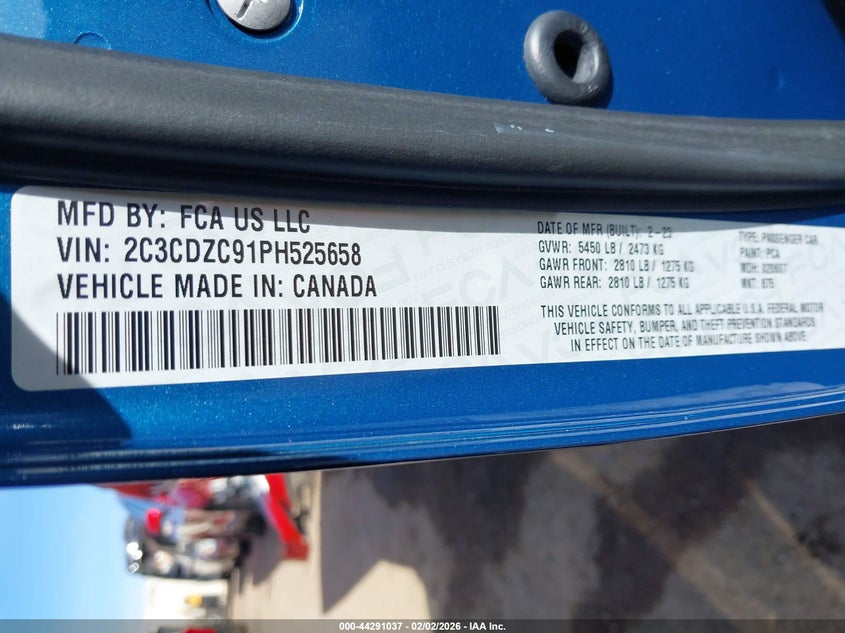 MFD BY: FCA US LLC
VIN: 2C3CDZC91PH525658
VEHICLE MADE IN: CANADA
DATE OF MFR (BUILT): 2-23
GVWR: 5450 LB / 2473 KG
GAWR FRONT: 2810 LB / 1275 KG
GAWR REAR: 2810 LB / 1275 KG
TYPE: PASSENGER CAR
PAINT: PCA
MDH:
MKT:
THIS VEHICLE CONFORMS TO ALL APPLICABLE U.S.A. FEDERAL MOTOR
VEHICLE SAFETY, BUMPER, AND THEFT PREVENTION STANDARDS
IN EFFECT ON THE DATE OF MANUFACTURE SHOWN ABOVE.
000-44291037 - 02/02/2026 - IAA Inc.